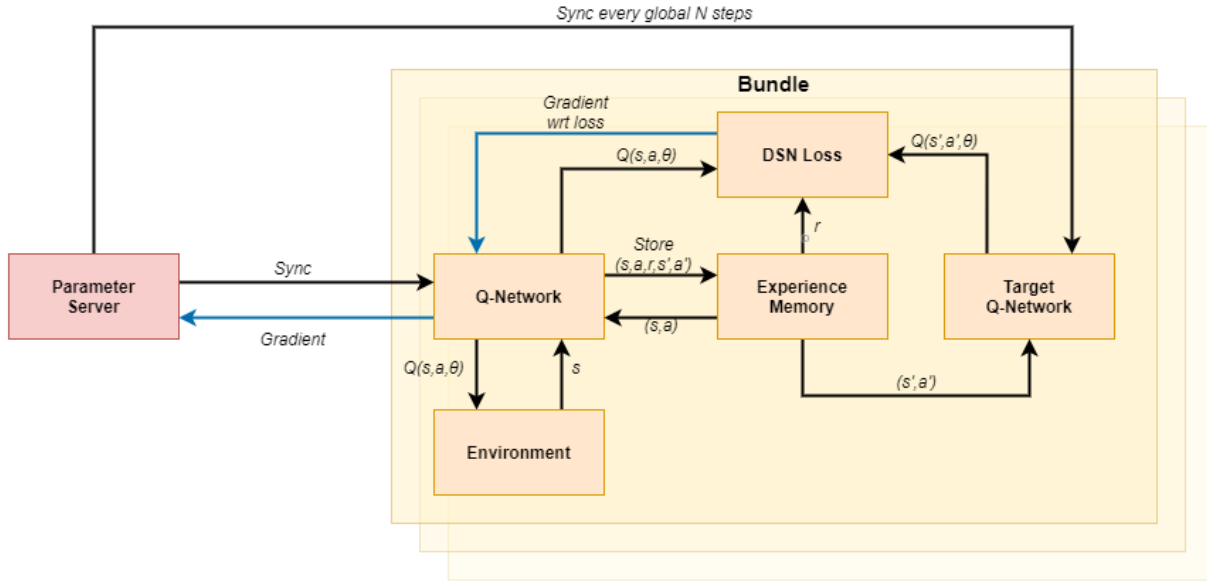 Sync every global N steps
Bundle
Gradient
wrt loss
DSN Loss
Q(s',a',θ)
Q(s,a,θ)
r
Store
(s,a,r,s',a')
Sync
Parameter
Server
Q-Network
Experience
Memory
Target
Q-Network
(s,a)
Gradient
Q(s,a,θ)
s
(s',a')
Environment